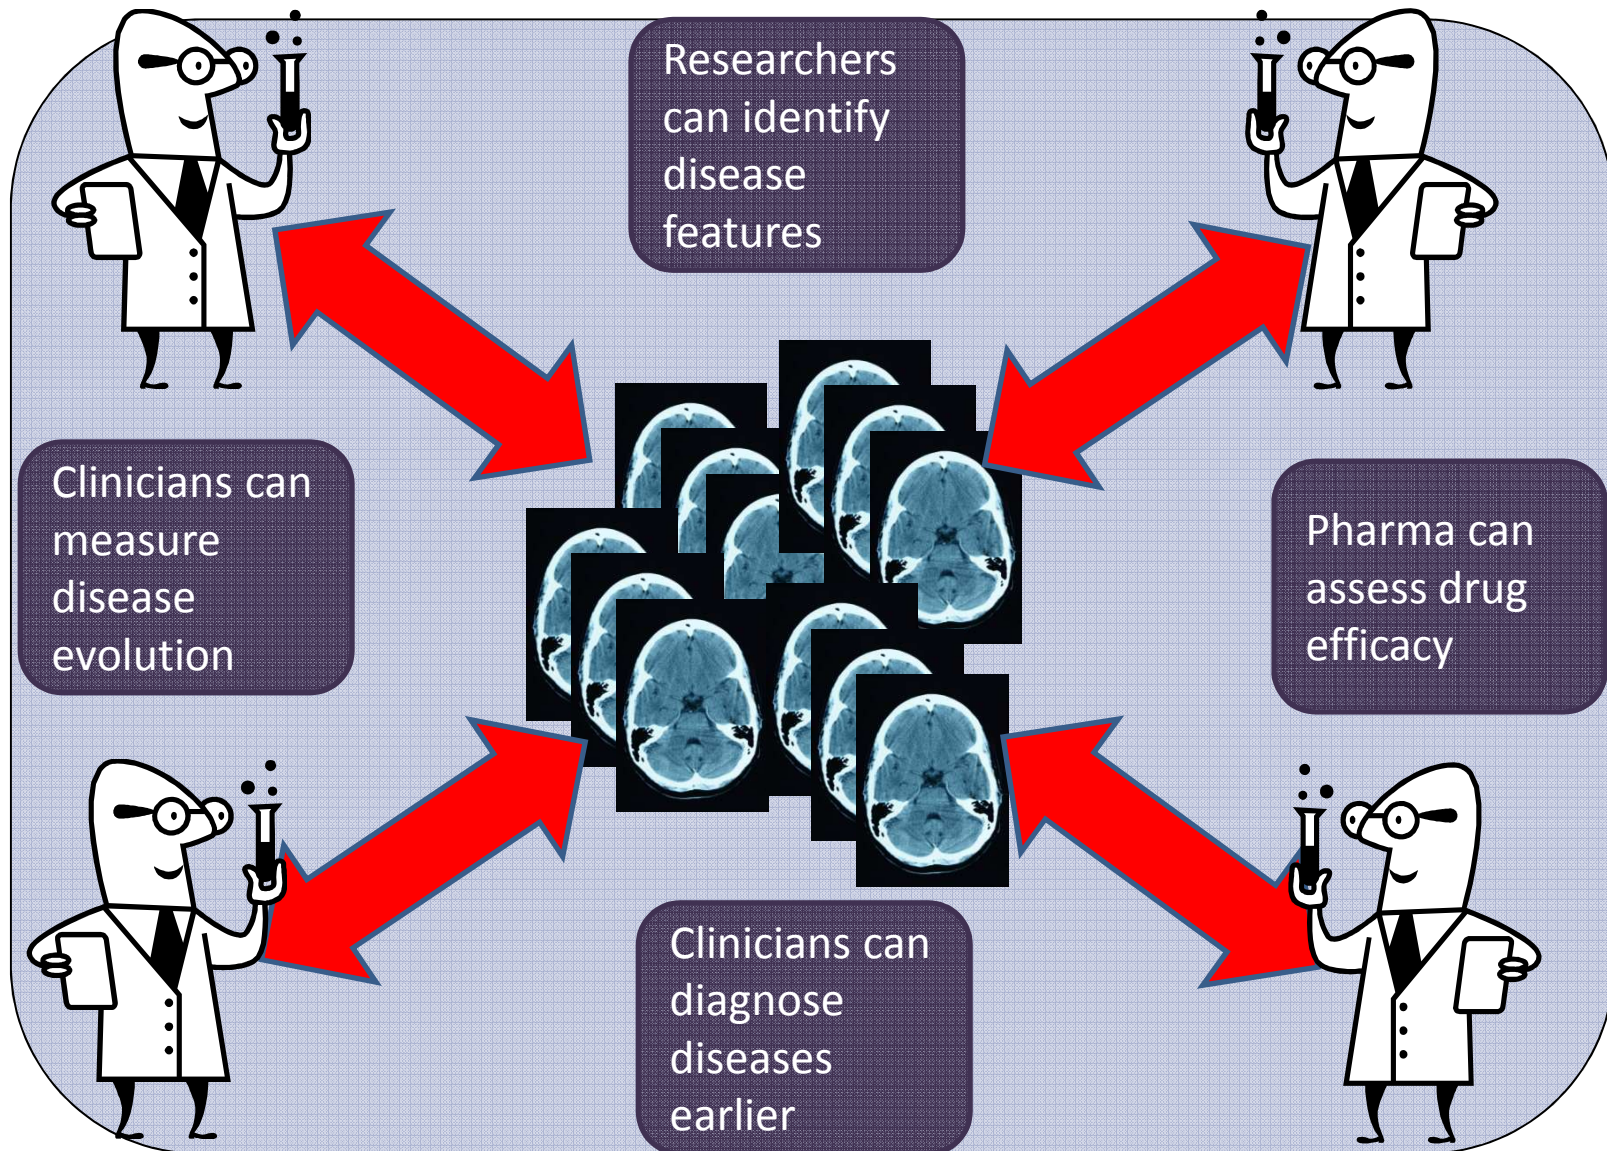 Researchers
can identify
disease
features
Clinicians can
measure
disease
evolution
Pharma can
assess drug
efficacy
Clinicians can
diagnose
diseases
earlier